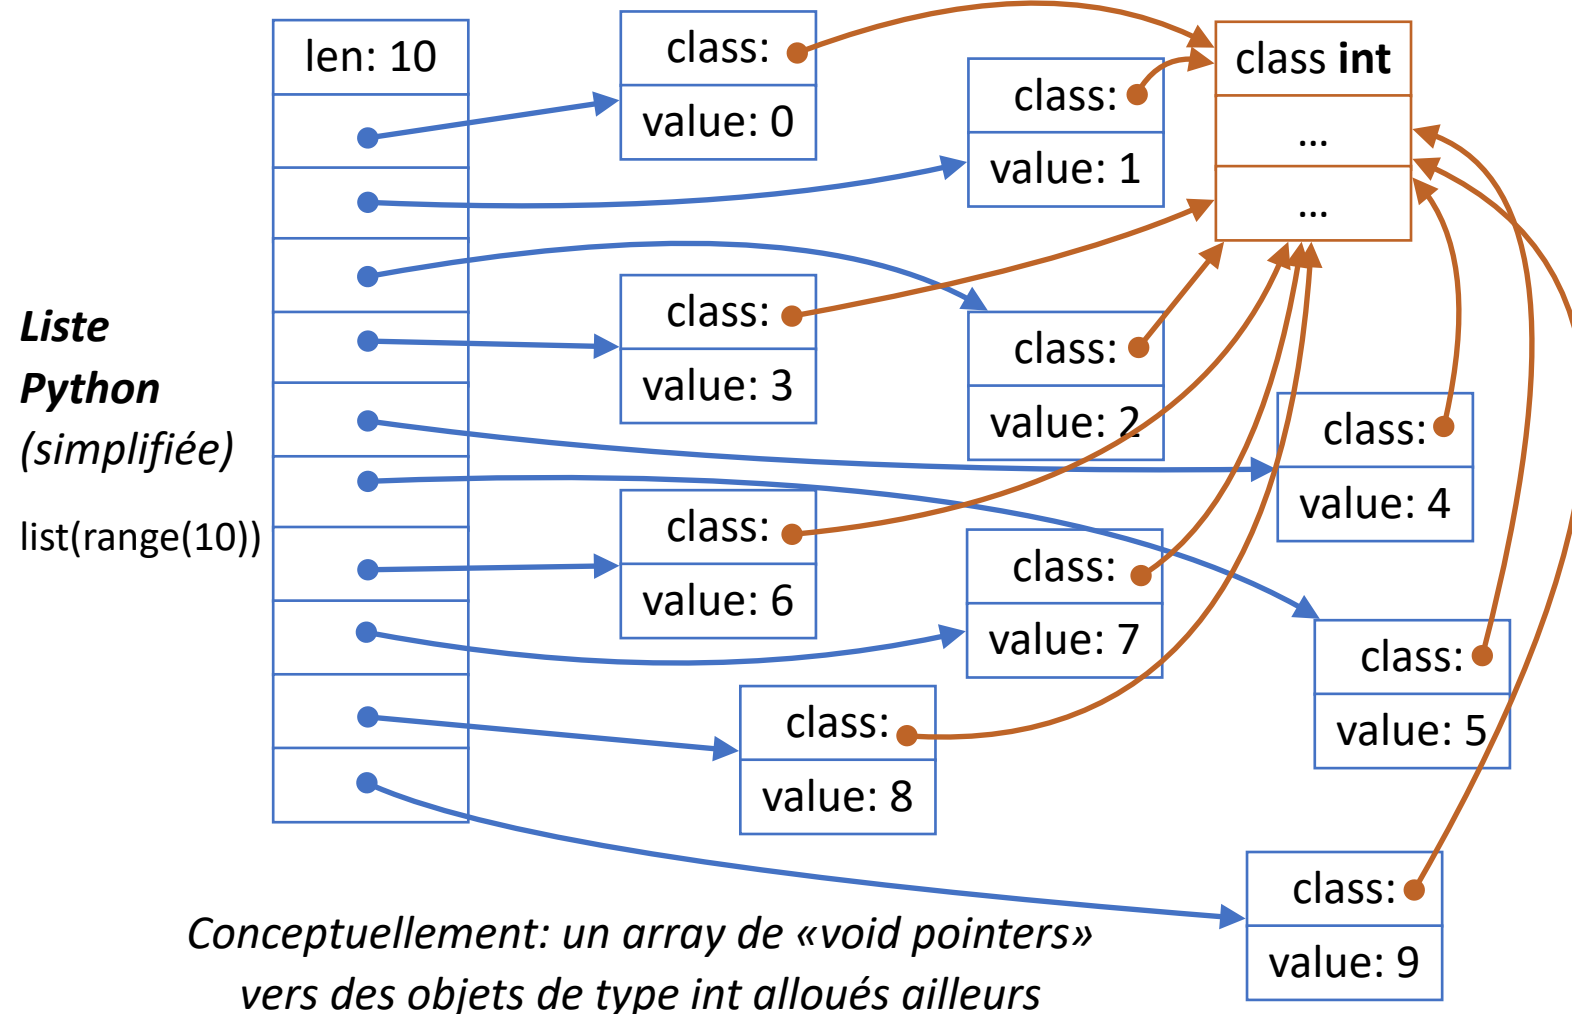 len: 10
class:
value: 0
class:
value: 1
class int
...
...
Liste
Python
(simplifiée)
list(range(10))
class:
value: 3
class:
value: 2
class:
value: 4
class:
value: 6
class:
value: 7
class:
value: 5
class:
value: 8
class:
value: 9
Conceptuellement: un array de «void pointers»
vers des objets de type int alloués ailleurs